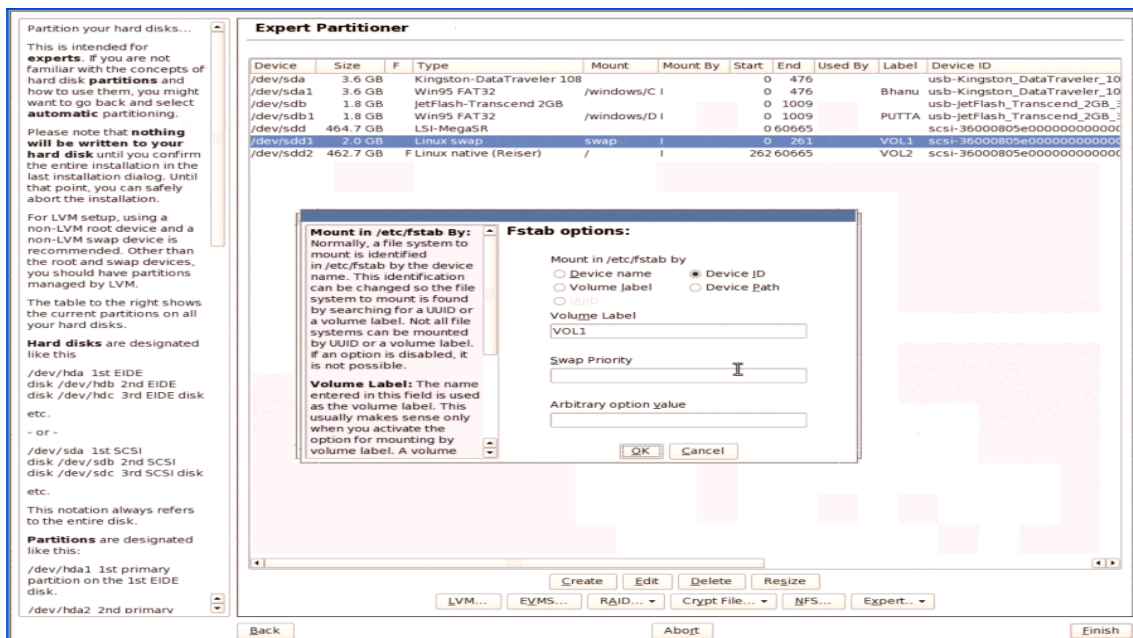 Partition your hard disks...
This is intended for
experts. If you are not
familiar with the concepts of
hard disk partitions and
how to use them, you might
want to go back and select
automatic partitioning.
Please note that nothing
will be written to your
hard disk until you confirm
the entire installation in the
last installation dialog. Until
that point, you can safely
abort the installation.
For LVM setup, using a
non-LVM root device and a
non-LVM swap device is
recommended. Other than
the root and swap devices,
you should have partitions
managed by LVM.
The table to the right shows
the current partitions on all
your hard disks.
Hard disks are designated
like this
/dev/hda 1st EIDE
disk /dev/hdb 2nd EIDE
disk /dev/hdc 3rd EIDE disk
etc.
- or -
/dev/sda 1st SCSI
disk /dev/sdb 2nd SCSI
disk /dev/sdc 3rd SCSI disk
etc.
This notation always refers
to the entire disk.
Partitions are designated
like this:
/dev/hda1 1st primary
partition on the 1st EIDE
disk.
/dev/hda2 2nd primary
Expert Partitioner
Device Size F Type Mount Mount By Start End Used By Label Device ID
/dev/sda 3.6 GB Kingston-DataTraveler 108 0 476 usb-Kingston_DataTraveler_10
/dev/sda1 3.6 GB Win95 FAT32 /windows/C I 0 476 Bhanu usb-Kingston_DataTraveler_10
/dev/sdb 1.8 GB JetFlash-Transcend 2GB 0 1009 usb-JetFlash_Transcend_2GB_3
/dev/sdb1 1.8 GB Win95 FAT32 /windows/D I 0 1009 PUTTA usb-JetFlash_Transcend_2GB_3
/dev/sdd 464.7 GB LSI-MegaSR 0 60665 scsi-36000805e000000000000
/dev/sdd1 2.0 GB Linux swap swap I 0 261 VOL1 scsi-36000805e000000000000
/dev/sdd2 462.7 GB F Linux native (Reiser) / I 262 60665 VOL2 scsi-36000805e000000000000
Mount in /etc/fstab By:
Normally, a file system to
mount is identified
in /etc/fstab by the device
name. This identification
can be changed so the file
system to mount is found
by searching for a UUID or
a volume label. Not all file
systems can be mounted
by UUID or a volume label.
If an option is disabled, it
is not possible.
Volume Label: The name
entered in this field is used
as the volume label. This
usually makes sense only
when you activate the
option for mounting by
volume label. A volume
Fstab options:
Mount in /etc/fstab by
Device name Device ID
Volume label Device Path
UUID
Volume Label
VOL1
Swap Priority
Arbitrary option value
OK Cancel
Create Edit Delete Resize
LVM... EVMS... RAID... Crypt File... NFS... Expert..
Back Abort Finish